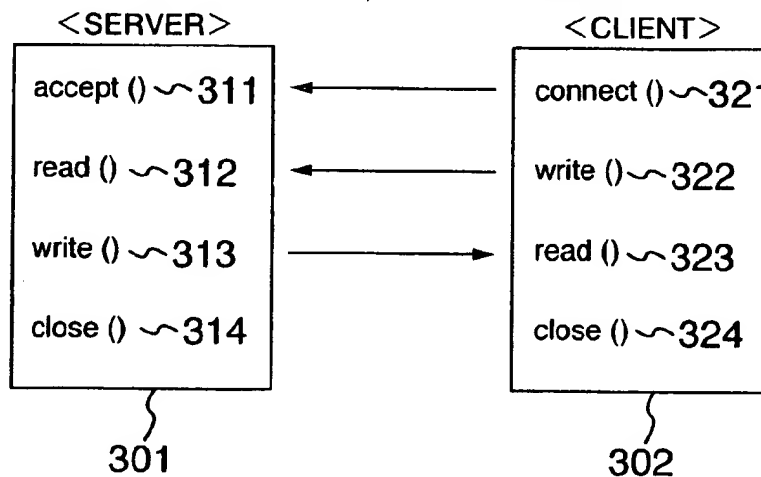 <SERVER>
<CLIENT>
accept () 311
connect () 321
read () 312
write () 322
write () 313
read () 323
close () 314
close () 324
301
302